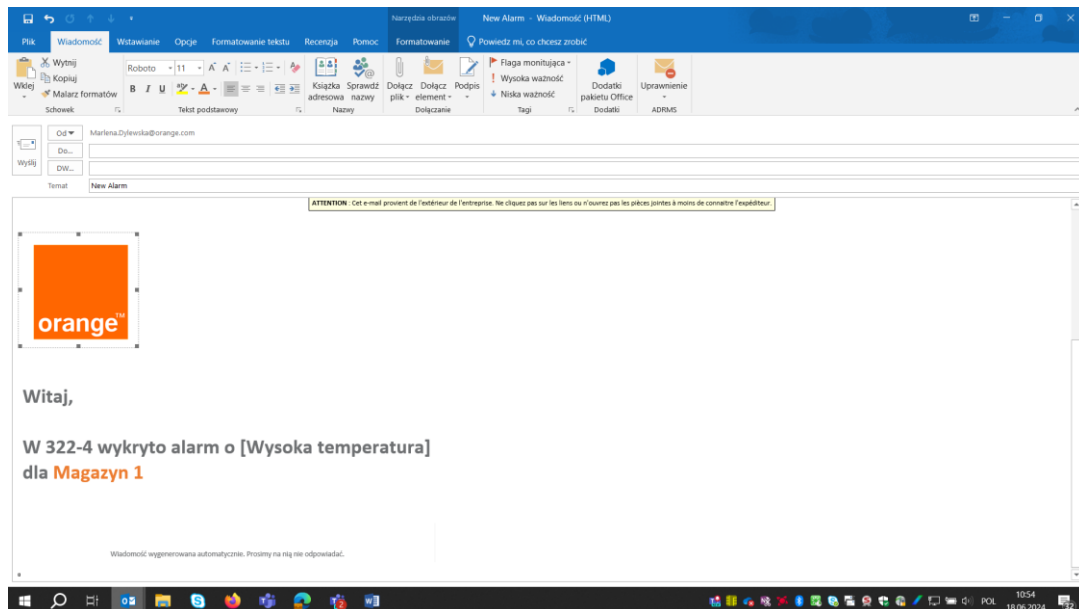 Narzędzia obrazów
New Alarm - Wiadomość (HTML)
Plik Wiadomość Wstawianie Opcje Formatowanie tekstu Recenzja Pomoc Formatowanie Powiedz mi, co chcesz zrobić
Wklej
Wytnij
Kopiuj
Malarz formatów
Schowek
Roboto 11
B I U
Tekst podstawowy
Książka adresowa
Sprawdź nazwy
Nazwy
Dołącz plik
Dołącz element
Podpis
Dołączanie
Flaga monitująca
Wysoka ważność
Niska ważność
Tagi
Dodatki pakietu Office
Dodatki
Uprawnienie
ADRMS
Wyślij
Od Marlena.Dylewska@orange.com
Do...
DW...
Temat New Alarm
ATTENTION : Cet e-mail provient de l'extérieur de l'entreprise. Ne cliquez pas sur les liens ou n'ouvrez pas les pièces jointes à moins de connaitre l'expéditeur.
orange™
Witaj,
W 322-4 wykryto alarm o [Wysoka temperatura]
dla Magazyn 1
Wiadomość wygenerowana automatycznie. Prosimy na nią nie odpowiadać.
POL
10:54
18.06.2024